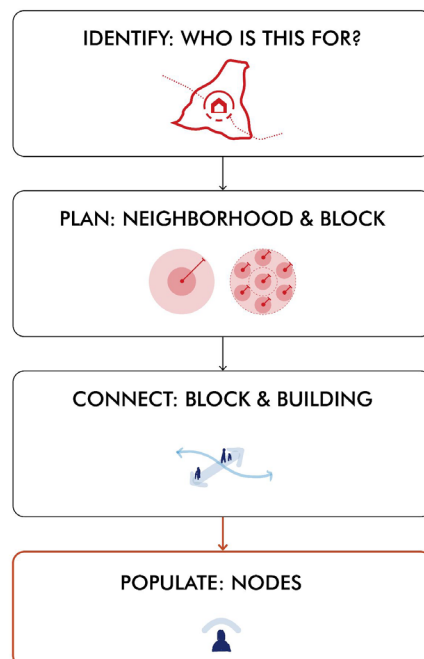 IDENTIFY: WHO IS THIS FOR?
PLAN: NEIGHBORHOOD & BLOCK
CONNECT: BLOCK & BUILDING
POPULATE: NODES